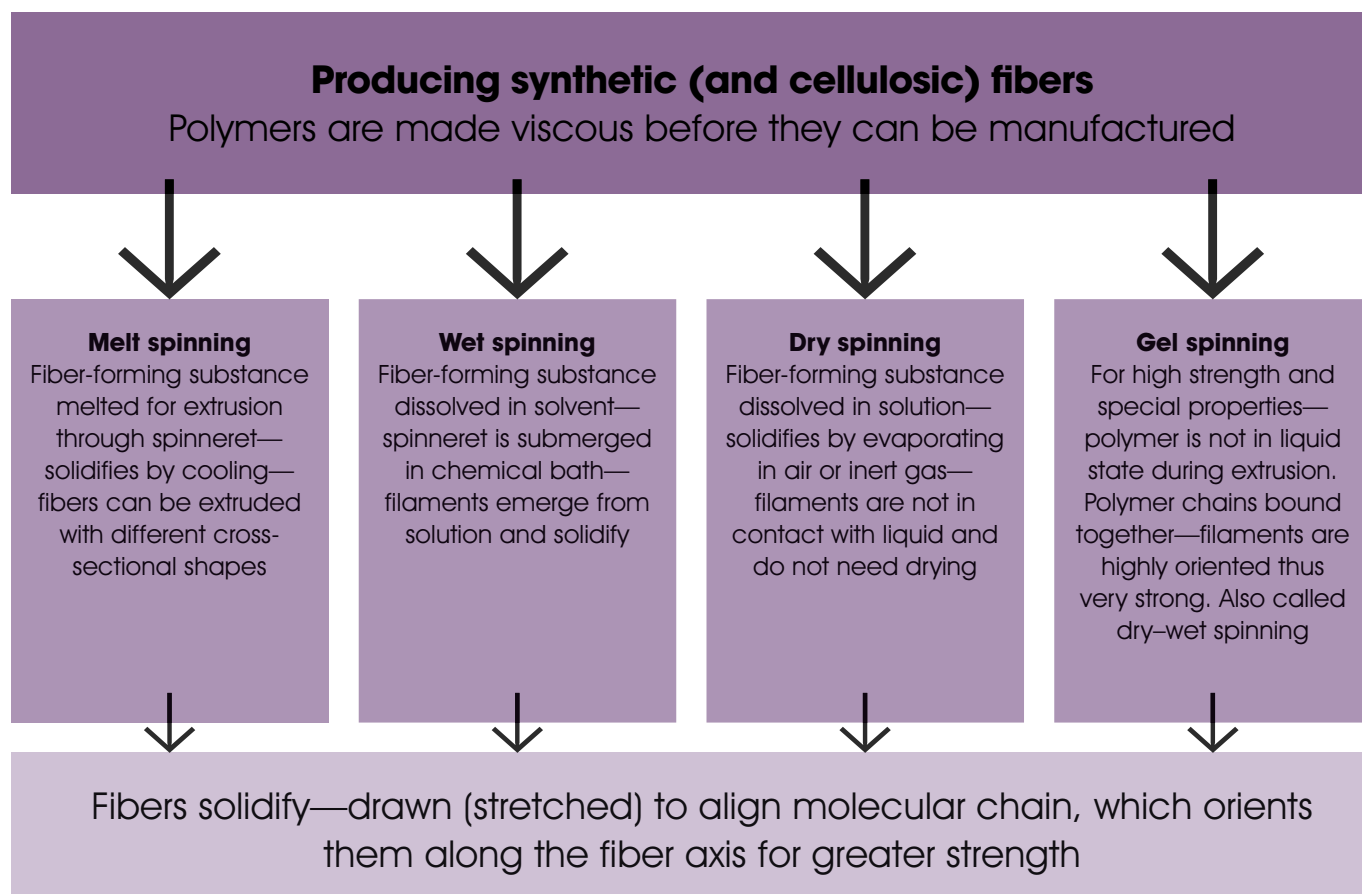 Producing synthetic (and cellulosic) fibers
Polymers are made viscous before they can be manufactured
Melt spinning
Fiber-forming substance
melted for extrusion
through spinneret—
solidifies by cooling—
fibers can be extruded
with different cross-
sectional shapes
Wet spinning
Fiber-forming substance
dissolved in solvent—
spinneret is submerged
in chemical bath—
filaments emerge from
solution and solidify
Dry spinning
Fiber-forming substance
dissolved in solution—
solidifies by evaporating
in air or inert gas—
filaments are not in
contact with liquid and
do not need drying
Gel spinning
For high strength and
special properties—
polymer is not in liquid
state during extrusion.
Polymer chains bound
together—filaments are
highly oriented thus
very strong. Also called
dry–wet spinning
Fibers solidify—drawn (stretched) to align molecular chain, which orients
them along the fiber axis for greater strength